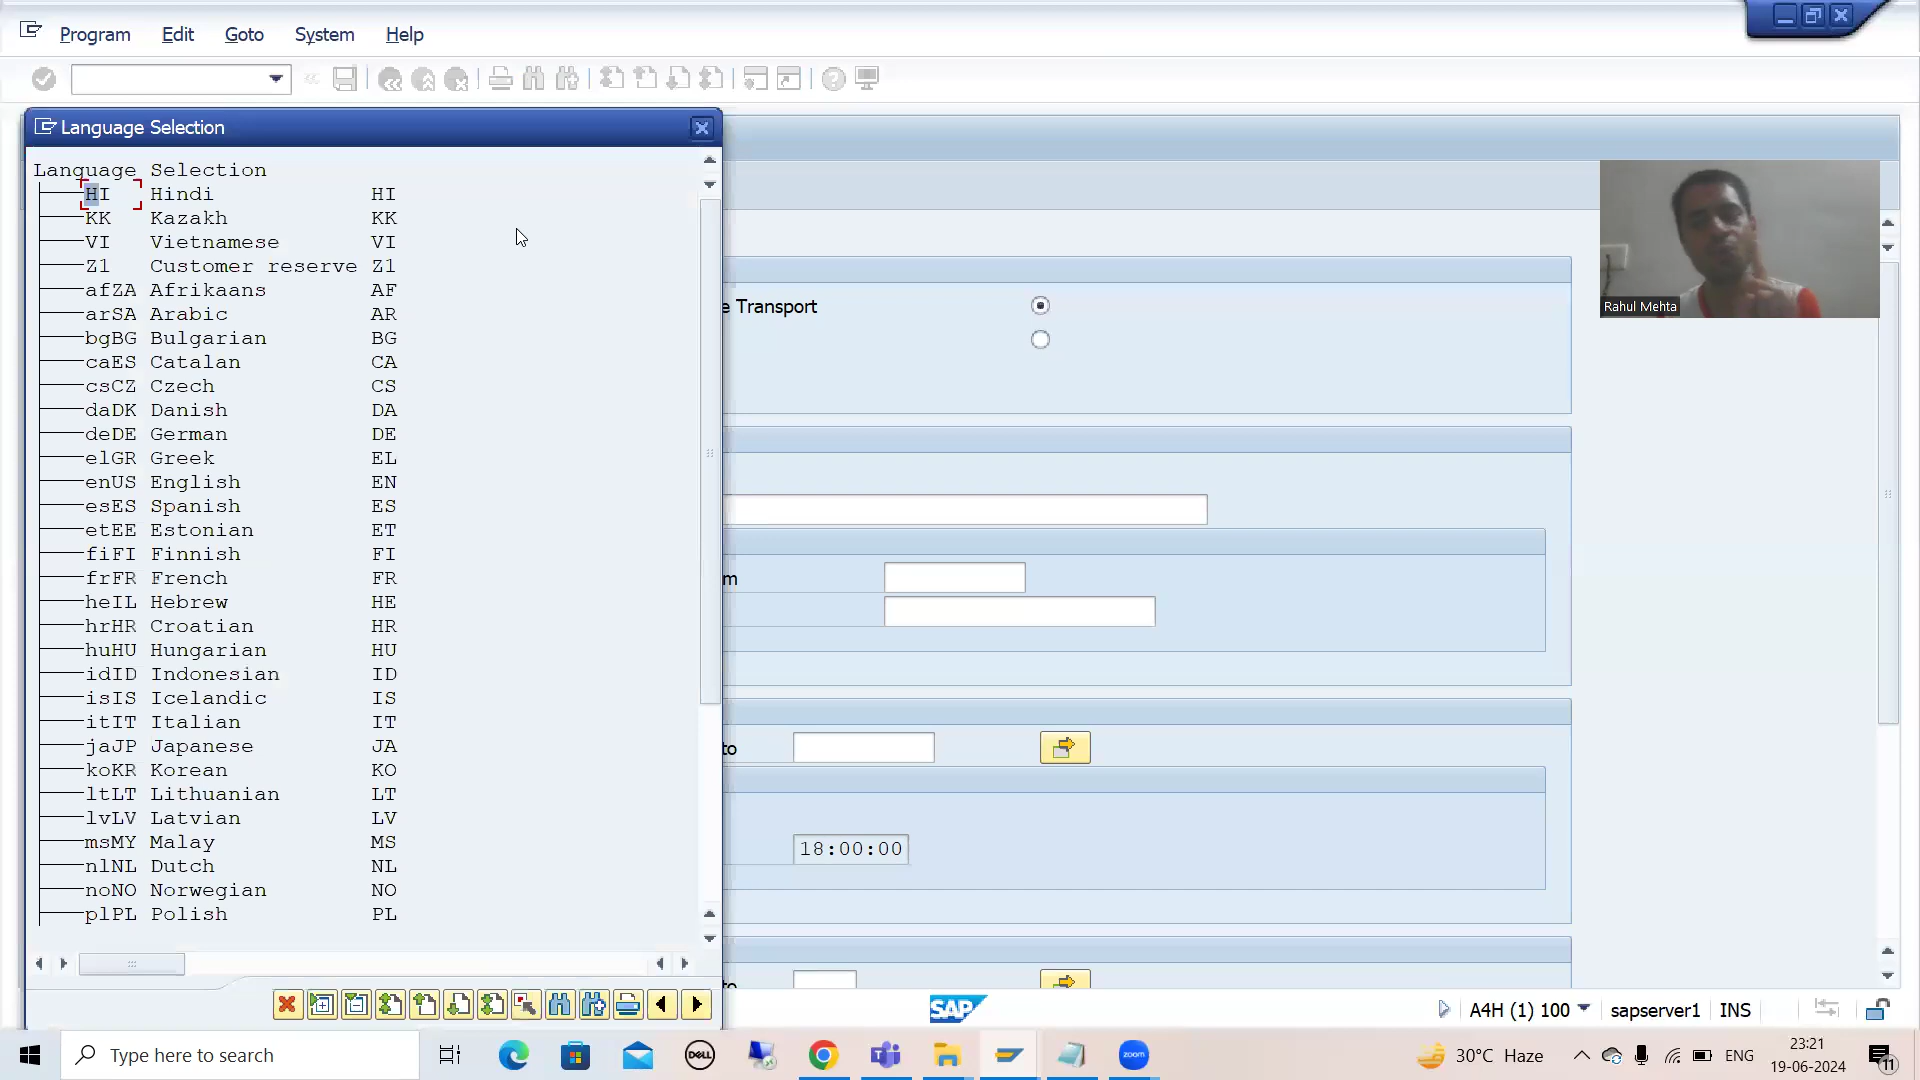 Program Edit Goto System Help
Language Selection
Language Selection
HI Hindi HI
KK Kazakh KK
VI Vietnamese VI
Z1 Customer reserve Z1
afZA Afrikaans AF
arSA Arabic AR
bgBG Bulgarian BG
caES Catalan CA
csCZ Czech CS
daDK Danish DA
deDE German DE
elGR Greek EL
enUS English EN
esES Spanish ES
etEE Estonian ET
fiFI Finnish FI
frFR French FR
heIL Hebrew HE
hrHR Croatian HR
huHU Hungarian HU
idID Indonesian ID
isIS Icelandic IS
itIT Italian IT
jaJP Japanese JA
koKR Korean KO
ltLT Lithuanian LT
lvLV Latvian LV
msMY Malay MS
nlNL Dutch NL
noNO Norwegian NO
plPL Polish PL
e Transport
m
to
18:00:00
to
Rahul Mehta
SAP
A4H (1) 100 sapserver1 INS
Type here to search
DELL
zoom
30°C Haze
ENG
23:21
19-06-2024
11